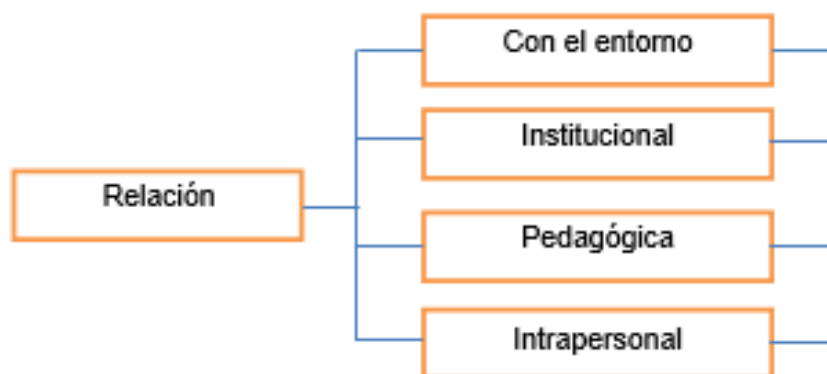 Relación
Con el entorno
Institucional
Pedagógica
Intrapersonal